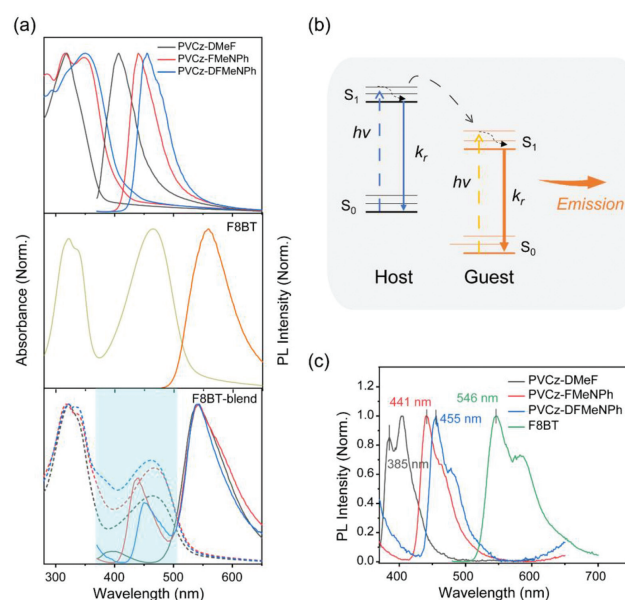 (a)
PVCz-DMeF
PVCz-FMeNPh
PVCz-DFMeNPh
F8BT
F8BT-blend
Absorbance (Norm.)
PL Intensity (Norm.)
300 400 500 600
Wavelength (nm)
(b)
S1
hv
kr
S0
Host
S1
hv
kr
S0
Guest
Emission
(c)
PVCz-DMeF
PVCz-FMeNPh
PVCz-DFMeNPh
F8BT
441 nm
546 nm
455 nm
385 nm
PL Intensity (Norm.)
1.0
0.8
0.6
0.4
0.2
0
400 500 600 700
Wavelength (nm)